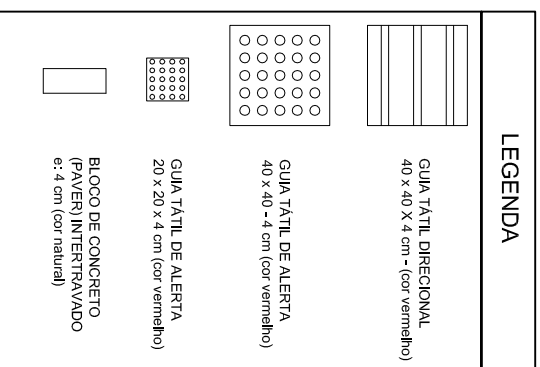 LEGENDA
GUIA TÁTIL DIRECIONAL
40 x 40 X 4 cm - (cor vermelho)
GUIA TÁTIL DE ALERTA
40 x 40 - 4 cm (cor vermelho)
GUIA TÁTIL DE ALERTA
20 x 20 x 4 cm (cor vermelho)
BLOCO DE CONCRETO
(PAVER) INTERTRAVADO
e: 4 cm (cor natural)